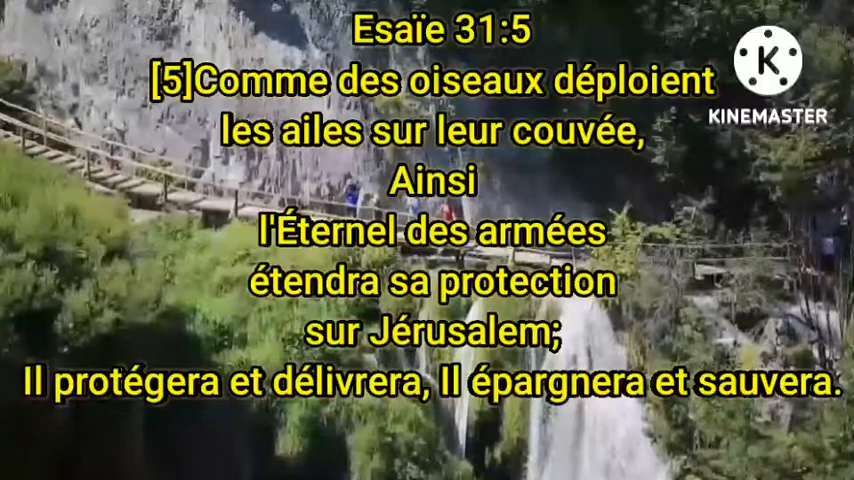 Esaïe 31:5
[5]Comme des oiseaux déploient
les ailes sur leur couvée,
Ainsi
l'Éternel des armées
étendra sa protection
sur Jérusalem;
Il protégera et délivrera, Il épargnera et sauvera.
K
KINEMASTER